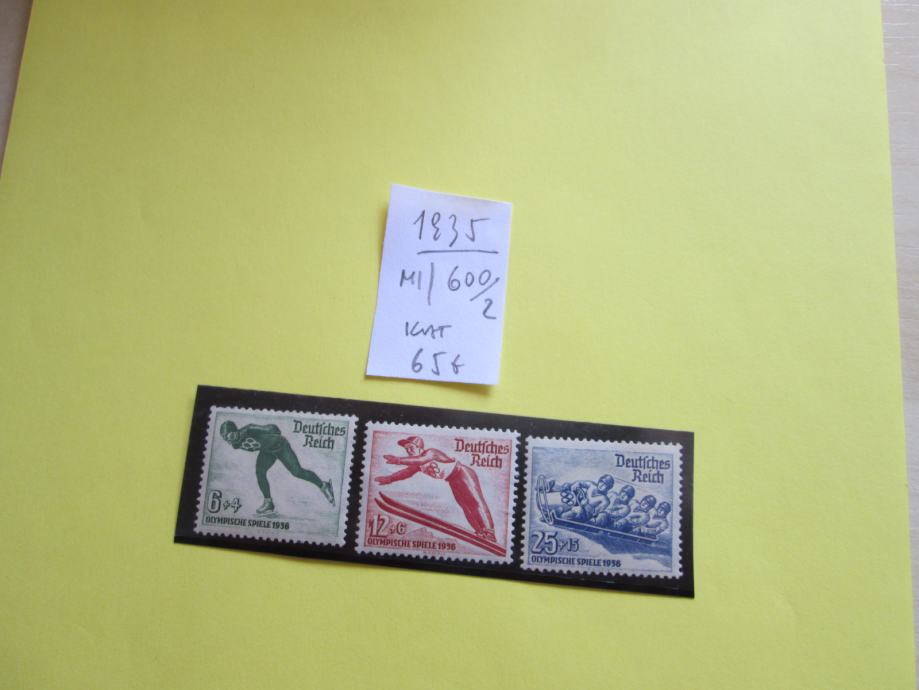 1935
MI/ 600/2
KAT
65€
Deutsches
Reich
6+4
OLYMPISCHE SPIELE 1936
Deutsches
Reich
12+6
OLYMPISCHE SPIELE 1936
Deutsches
Reich
25+15
OLYMPISCHE SPIELE 1936